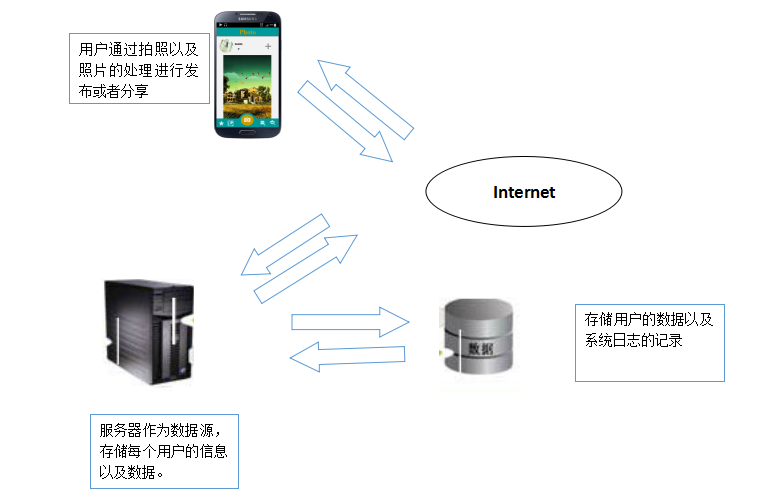 SAMSUNG
Photo
用户通过拍照以及
照片的处理进行发
布或者分享
Internet
数据
存储用户的数据以及
系统日志的记录
服务器作为数据源，
存储每个用户的信息
以及数据。